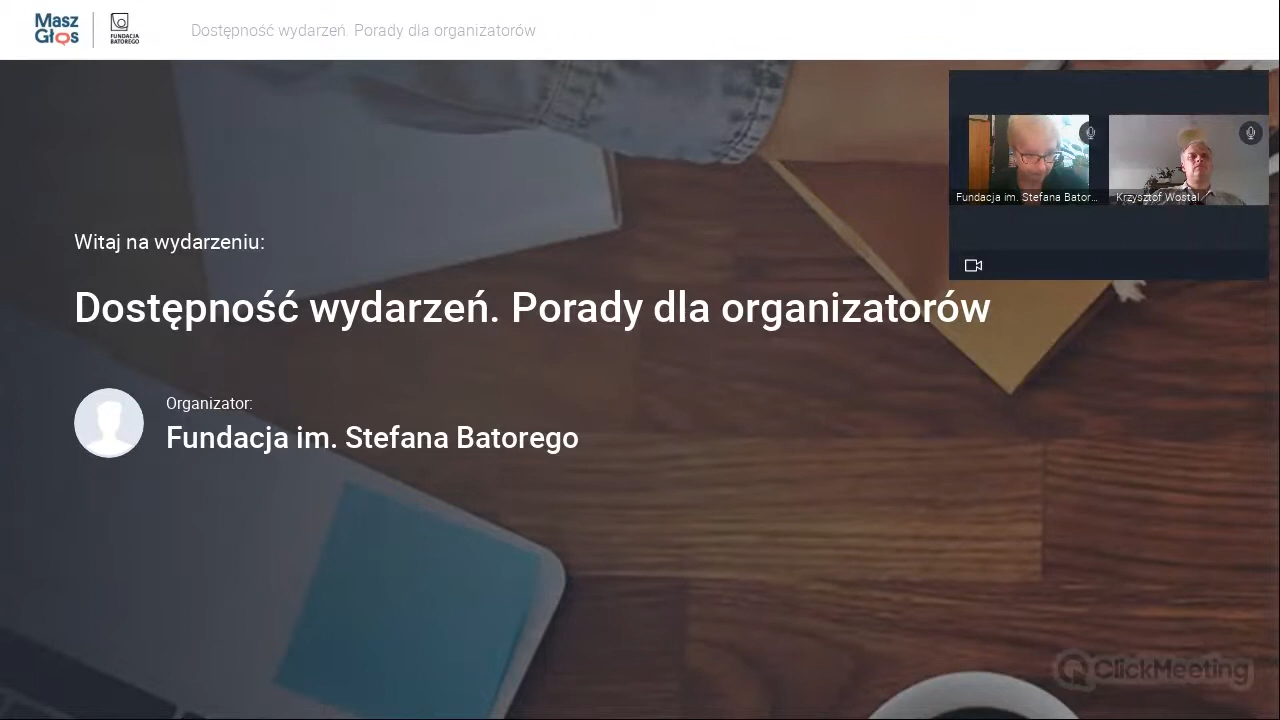 Masz
Głos
FUNDACJA
BATOREGO
Dostępność wydarzeń. Porady dla organizatorów
Fundacja im. Stefana Bator...
Krzysztof Wostal
Witaj na wydarzeniu:
Dostępność wydarzeń. Porady dla organizatorów
Organizator:
Fundacja im. Stefana Batorego
ClickMeeting